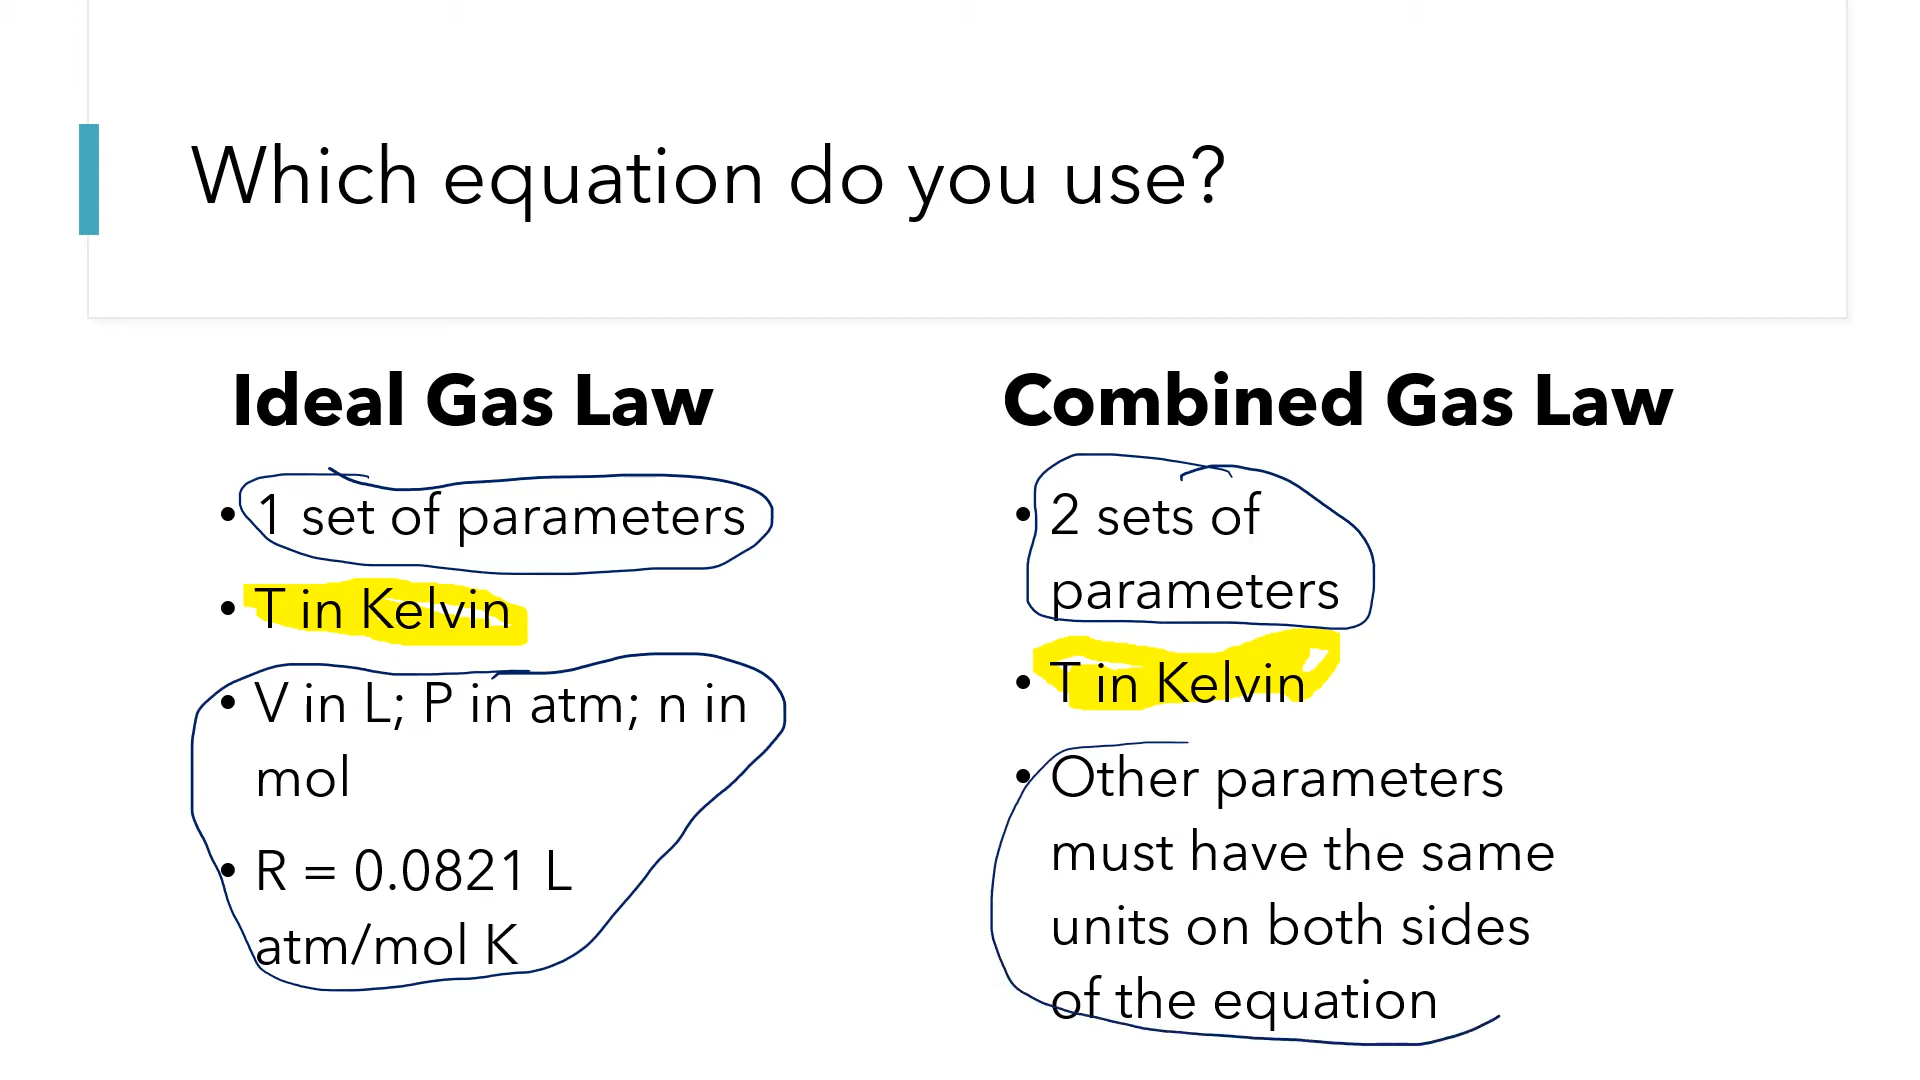 Which equation do you use?
Ideal Gas Law
• 1 set of parameters
• T in Kelvin
• V in L; P in atm; n in
mol
• R = 0.0821 L
atm/mol K
Combined Gas Law
• 2 sets of
parameters
• T in Kelvin
• Other parameters
must have the same
units on both sides
of the equation